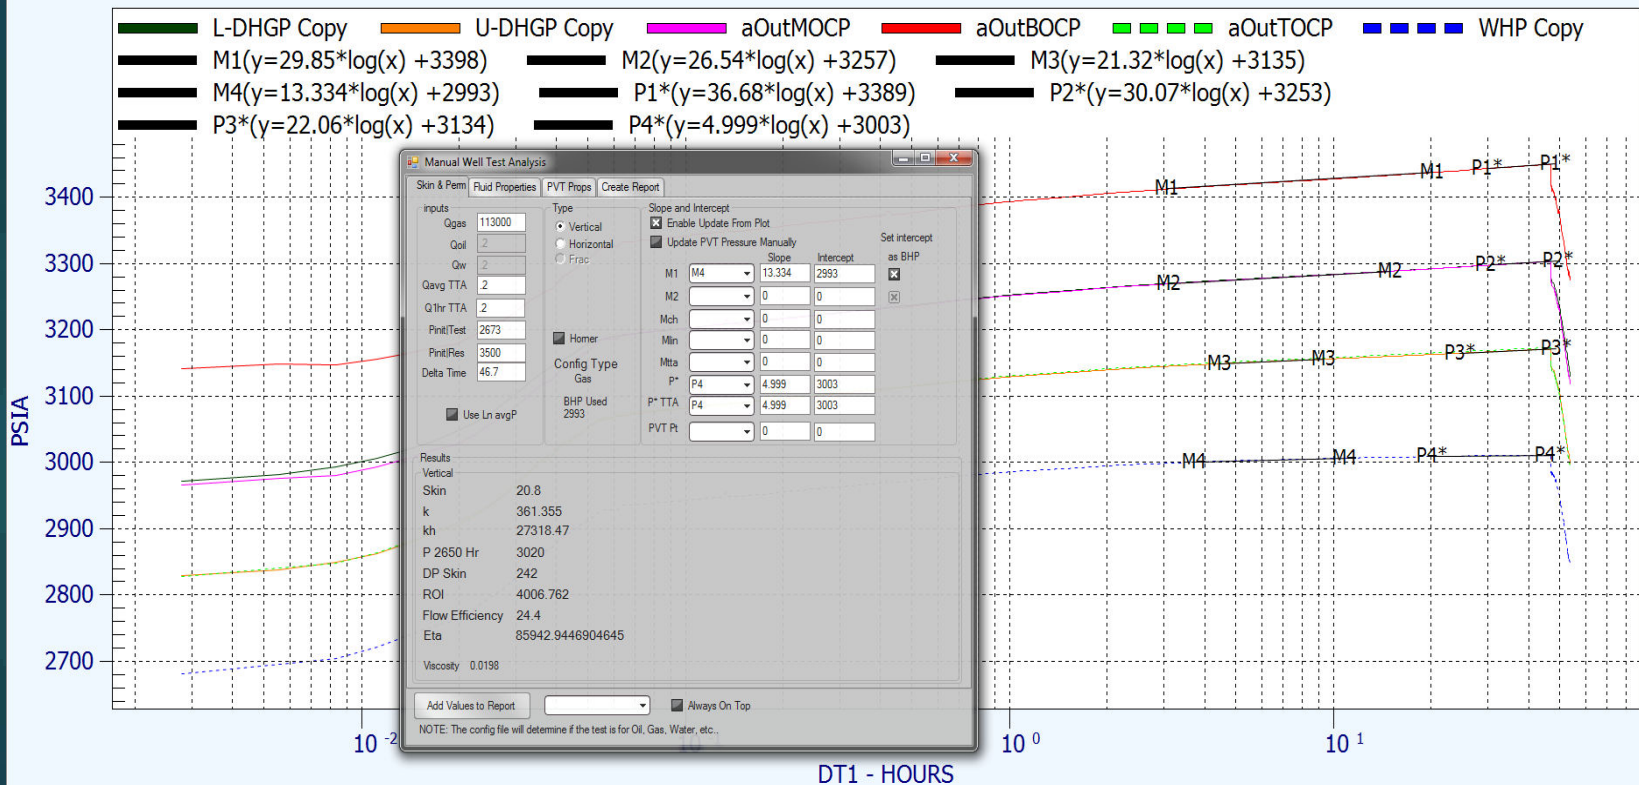 L-DHGP Copy U-DHGP Copy aOutMOCP aOutBOCP aOutTOCP WHP Copy
M1(y=29.85*log(x) +3398) M2(y=26.54*log(x) +3257) M3(y=21.32*log(x) +3135)
M4(y=13.334*log(x) +2993) P1*(y=36.68*log(x) +3389) P2*(y=30.07*log(x) +3253)
P3*(y=22.06*log(x) +3134) P4*(y=4.999*log(x) +3003)
PSIA
3400
3300
3200
3100
3000
2900
2800
2700
M1 M1 P1* P1*
M2 M2 P2* P2*
M3 M3 P3* P3*
M4 M4 P4* P4*
Manual Well Test Analysis
Skin & Perm Fluid Properties PVT Props Create Report
inputs
Qgas 113000
Qoil .2
Qw .2
Qavg TTA .2
Q1hr TTA .2
Pinit|Test 2673
Pinit|Res 3500
Delta Time 46.7
Use Ln avgP
Type
Vertical
Horizontal
Frac
Horner
Config Type
Gas
BHP Used
2993
Slope and Intercept
Enable Update From Plot
Update PVT Pressure Manually
Set intercept
as BHP
Slope Intercept
M1 M4 13.334 2993
M2 0 0
Mch 0 0
Mlin 0 0
Mtta 0 0
P* P4 4.999 3003
P* TTA P4 4.999 3003
PVT Pt 0 0
Results
Vertical
Skin 20.8
k 361.355
kh 27318.47
P 2650 Hr 3020
DP Skin 242
ROI 4006.762
Flow Efficiency 24.4
Eta 85942.9446904645
Viscosity 0.0198
Add Values to Report Always On Top
NOTE: The config file will determine if the test is for Oil, Gas, Water, etc..
10 -2 10 -1 10 0 10 1
DT1 - HOURS